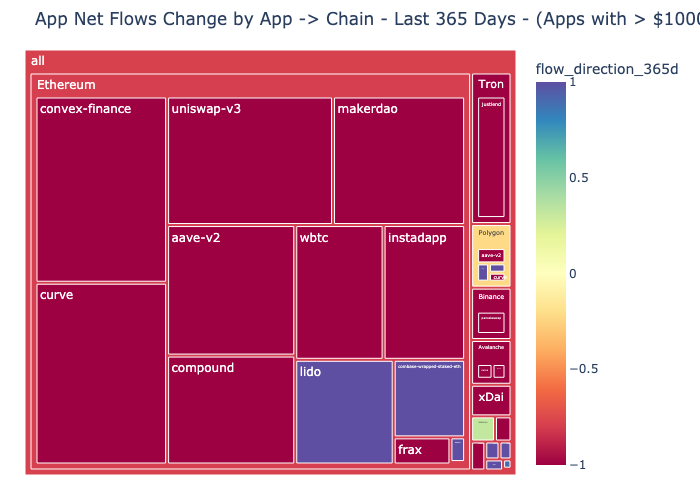 App Net Flows Change by App -> Chain - Last 365 Days - (Apps with > $1000
all
Ethereum
convex-finance
uniswap-v3
makerdao
curve
aave-v2
wbtc
instadapp
compound
lido
coinbase-wrapped-staked-eth
frax
Tron
justlend
Polygon
aave-v2
curve
Binance
pancakeswap
Avalanche
xDai
flow_direction_365d
1
0.5
0
−0.5
−1